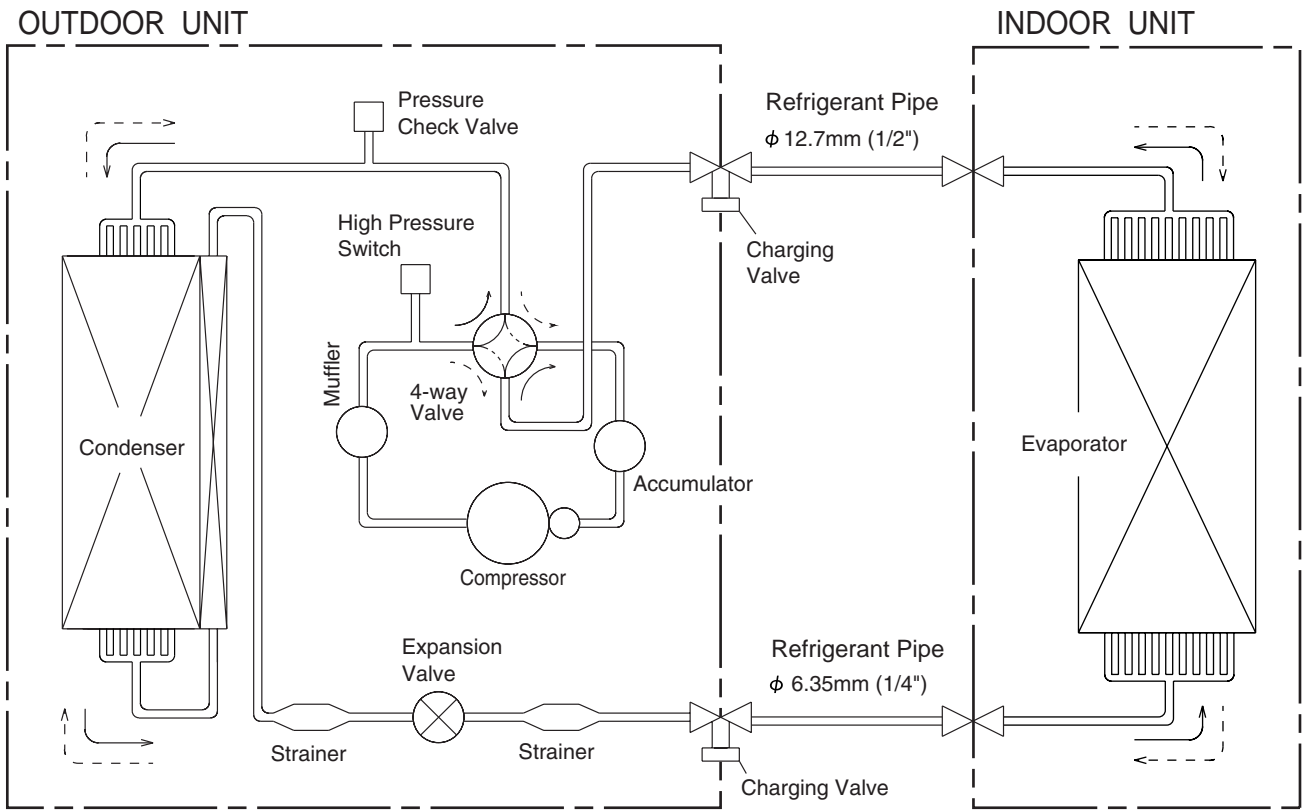 OUTDOOR UNIT
INDOOR UNIT
Pressure
Check Valve
Refrigerant Pipe
ϕ 12.7mm (1/2")
High Pressure
Switch
Charging
Valve
Muffler
4-way
Valve
Condenser
Evaporator
Accumulator
Compressor
Expansion
Valve
Refrigerant Pipe
ϕ 6.35mm (1/4")
Strainer
Strainer
Charging Valve